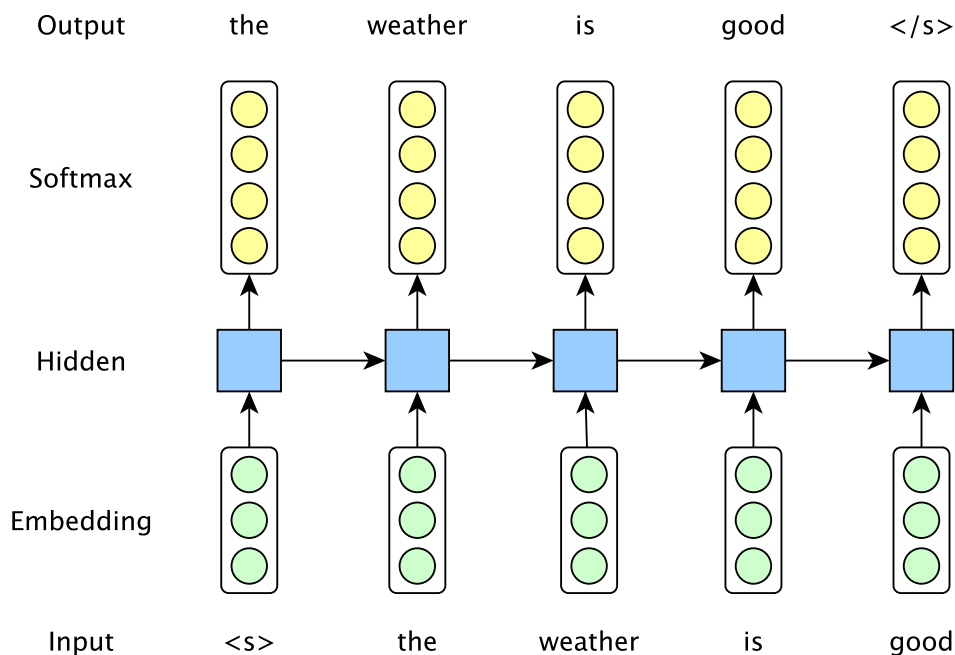 Output the weather is good </s>
Softmax
Hidden
Embedding
Input <s> the weather is good